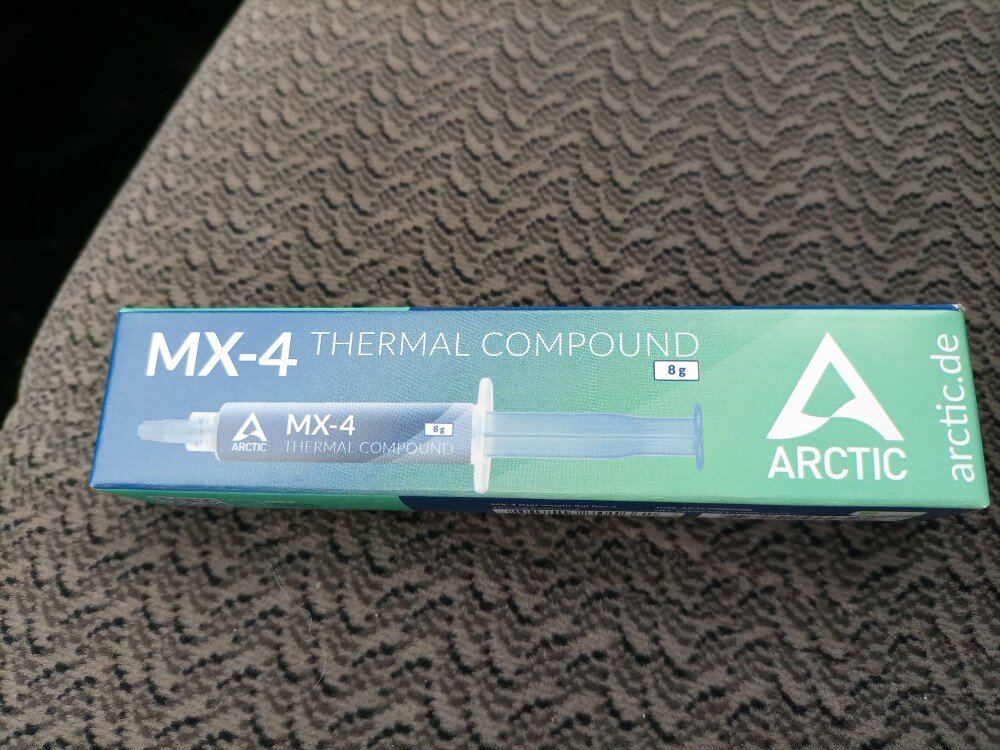 MX-4 THERMAL COMPOUND
8g
ARCTIC
MX-4
8g
THERMAL COMPOUND
ARCTIC
arctic.de